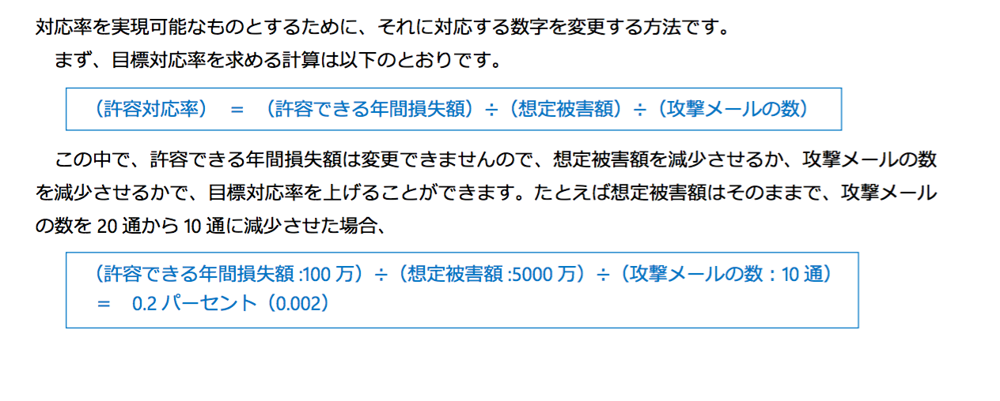 対応率を実現可能なものとするために、それに対応する数字を変更する方法です。
まず、目標対応率を求める計算は以下のとおりです。
（許容対応率） ＝ （許容できる年間損失額）÷（想定被害額）÷（攻撃メールの数）
この中で、許容できる年間損失額は変更できませんので、想定被害額を減少させるか、攻撃メールの数
を減少させるかで、目標対応率を上げることができます。たとえば想定被害額はそのままで、攻撃メール
の数を 20 通から 10 通に減少させた場合、
（許容できる年間損失額 :100 万）÷（想定被害額 :5000 万）÷（攻撃メールの数：10 通）
＝ 0.2 パーセント（0.002）